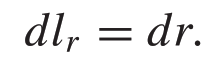 dl_r = dr.